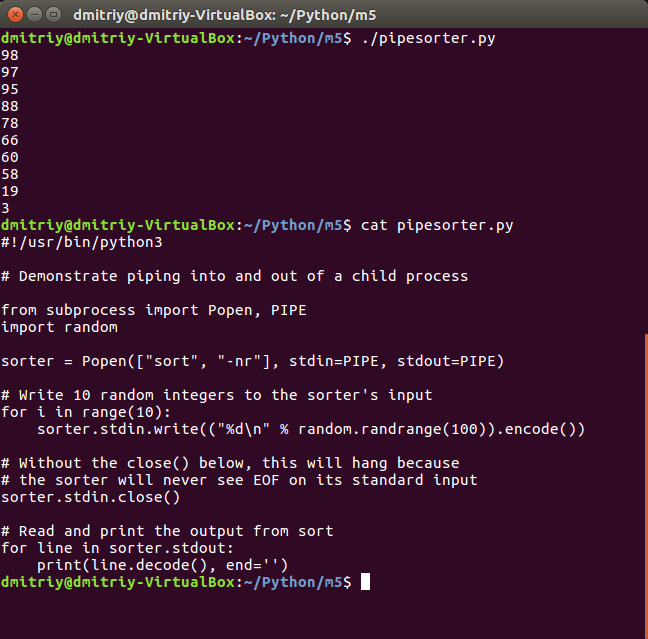 dmitriy@dmitriy-VirtualBox: ~/Python/m5
dmitriy@dmitriy-VirtualBox:~/Python/m5$ ./pipesorter.py
98
97
95
88
78
66
60
58
19
3
dmitriy@dmitriy-VirtualBox:~/Python/m5$ cat pipesorter.py
#!/usr/bin/python3

# Demonstrate piping into and out of a child process

from subprocess import Popen, PIPE
import random

sorter = Popen(["sort", "-nr"], stdin=PIPE, stdout=PIPE)

# Write 10 random integers to the sorter's input
for i in range(10):
    sorter.stdin.write(("%d\n" % random.randrange(100)).encode())

# Without the close() below, this will hang because
# the sorter will never see EOF on its standard input
sorter.stdin.close()

# Read and print the output from sort
for line in sorter.stdout:
    print(line.decode(), end='')
dmitriy@dmitriy-VirtualBox:~/Python/m5$